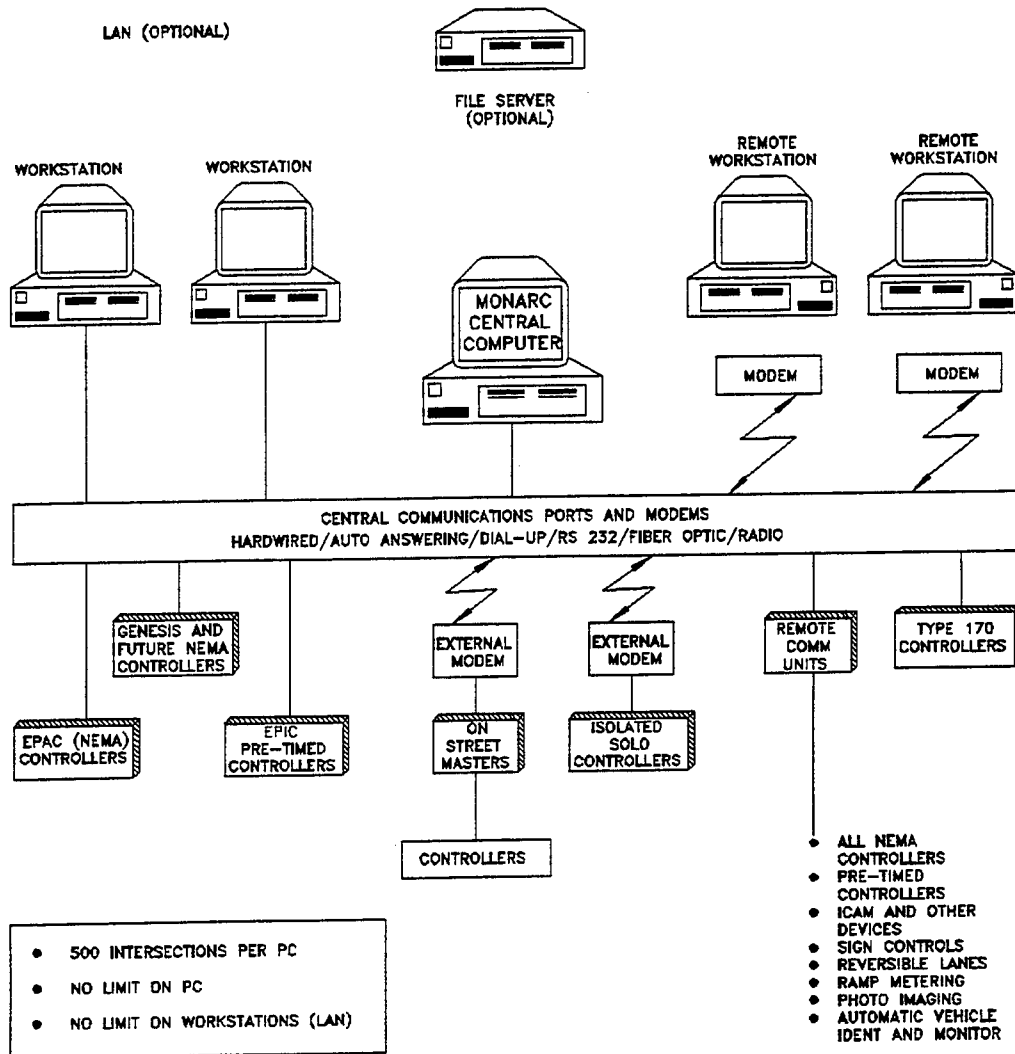 LAN (OPTIONAL)
FILE SERVER
(OPTIONAL)
WORKSTATION
WORKSTATION
REMOTE
WORKSTATION
REMOTE
WORKSTATION
MONARC
CENTRAL
COMPUTER
MODEM
MODEM
CENTRAL COMMUNICATIONS PORTS AND MODEMS
HARDWIRED/AUTO ANSWERING/DIAL-UP/RS 232/FIBER OPTIC/RADIO
GENESIS AND
FUTURE NEMA
CONTROLLERS
EXTERNAL
MODEM
EXTERNAL
MODEM
REMOTE
COMM
UNITS
TYPE 170
CONTROLLERS
EPAC (NEMA)
CONTROLLERS
EPIC
PRE-TIMED
CONTROLLERS
ON
STREET
MASTERS
ISOLATED
SOLO
CONTROLLERS
CONTROLLERS
• ALL NEMA
CONTROLLERS
• PRE-TIMED
CONTROLLERS
• ICAM AND OTHER
DEVICES
• SIGN CONTROLS
• REVERSIBLE LANES
• RAMP METERING
• PHOTO IMAGING
• AUTOMATIC VEHICLE
IDENT AND MONITOR
• 500 INTERSECTIONS PER PC
• NO LIMIT ON PC
• NO LIMIT ON WORKSTATIONS (LAN)